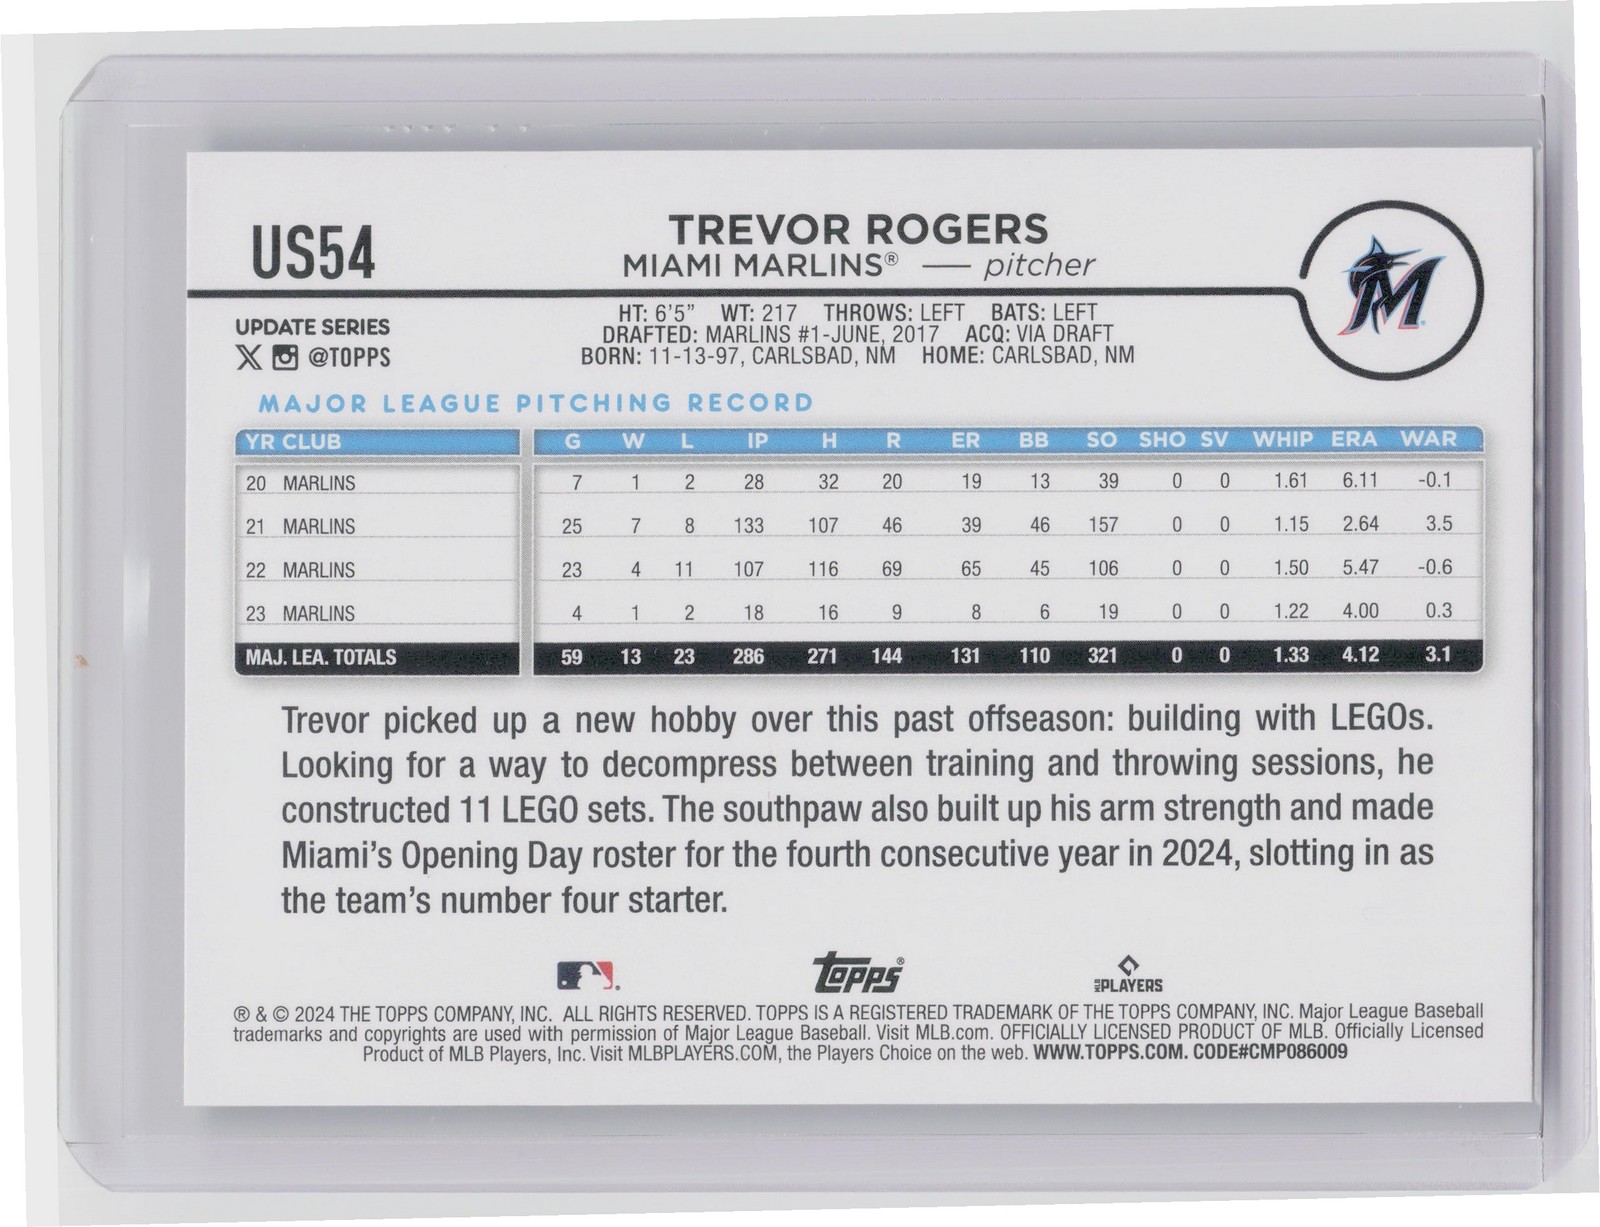 US54
TREVOR ROGERS
MIAMI MARLINS® — pitcher
M
UPDATE SERIES
X @TOPPS
HT: 6'5" WT: 217 THROWS: LEFT BATS: LEFT
DRAFTED: MARLINS #1-JUNE, 2017 ACQ: VIA DRAFT
BORN: 11-13-97, CARLSBAD, NM HOME: CARLSBAD, NM
MAJOR LEAGUE PITCHING RECORD
YR CLUB G W L IP H R ER BB SO SHO SV WHIP ERA WAR
20 MARLINS 7 1 2 28 32 20 19 13 39 0 0 1.61 6.11 -0.1
21 MARLINS 25 7 8 133 107 46 39 46 157 0 0 1.15 2.64 3.5
22 MARLINS 23 4 11 107 116 69 65 45 106 0 0 1.50 5.47 -0.6
23 MARLINS 4 1 2 18 16 9 8 6 19 0 0 1.22 4.00 0.3
MAJ. LEA. TOTALS 59 13 23 286 271 144 131 110 321 0 0 1.33 4.12 3.1
Trevor picked up a new hobby over this past offseason: building with LEGOs.
Looking for a way to decompress between training and throwing sessions, he
constructed 11 LEGO sets. The southpaw also built up his arm strength and made
Miami's Opening Day roster for the fourth consecutive year in 2024, slotting in as
the team's number four starter.
Topps®
MLB PLAYERS
® & © 2024 THE TOPPS COMPANY, INC. ALL RIGHTS RESERVED. TOPPS IS A REGISTERED TRADEMARK OF THE TOPPS COMPANY, INC. Major League Baseball
trademarks and copyrights are used with permission of Major League Baseball. Visit MLB.com. OFFICIALLY LICENSED PRODUCT OF MLB. Officially Licensed
Product of MLB Players, Inc. Visit MLBPLAYERS.COM, the Players Choice on the web. WWW.TOPPS.COM. CODE#CMP086009